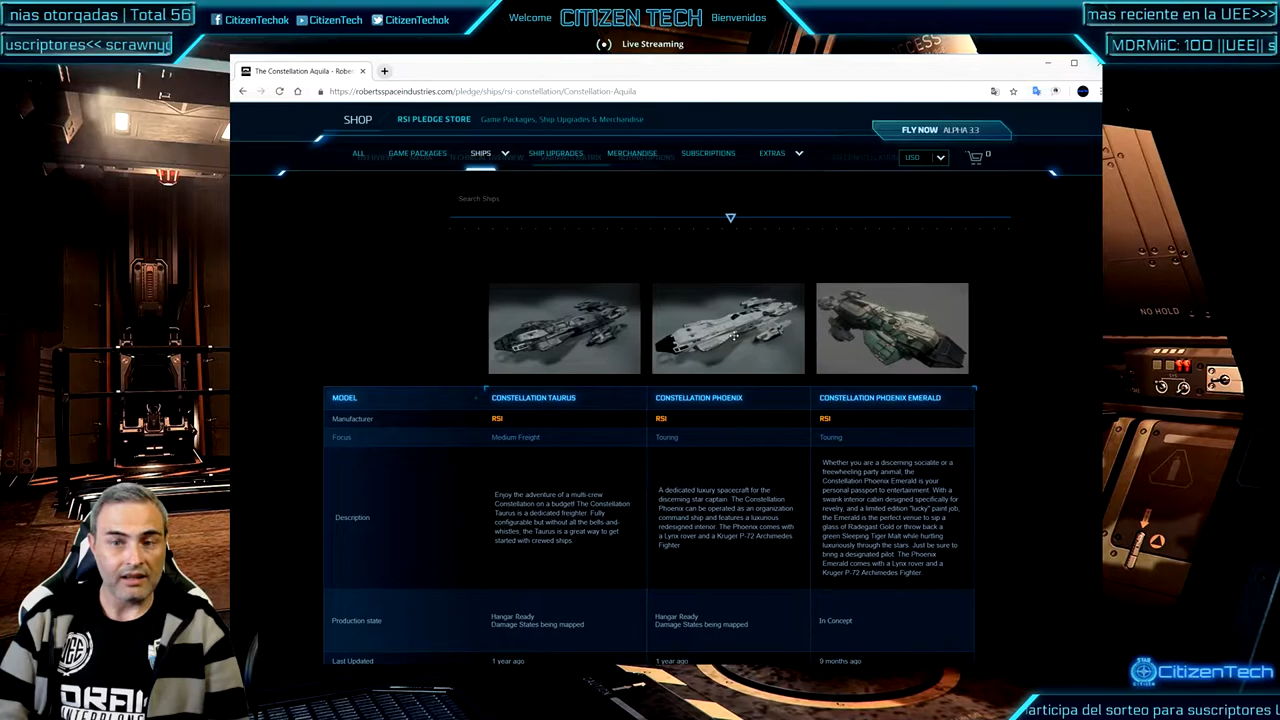 nias otorgadas | Total 56
CitizenTechok
CitizenTech
CitizenTechok
Welcome
CITIZEN TECH
Bienvenidos
mas reciente en la UEE>>>
uscriptores<< scrawnyg
Live Streaming
MDRMiiC: 100 ||UEE|| s
The Constellation Aquila - Rober
https://robertsspaceindustries.com/pledge/ships/rsi-constellation/Constellation-Aquila
SHOP
RSI PLEDGE STORE
Game Packages, Ship Upgrades & Merchandise
FLY NOW ALPHA 3.3
ALL
GAME PACKAGES
SHIPS
SHIP UPGRADES
MERCHANDISE
SUBSCRIPTIONS
EXTRAS
USD
0
Search Ships
NO HOLD
MODEL
CONSTELLATION TAURUS
CONSTELLATION PHOENIX
CONSTELLATION PHOENIX EMERALD
Manufacturer
RSI
RSI
RSI
Focus
Medium Freight
Touring
Touring
Description
Enjoy the adventure of a multi-crew
Constellation on a budget! The Constellation
Taurus is a dedicated freighter. Fully
configurable but without all the bells-and-
whistles, the Taurus is a great way to get
started with crewed ships.
A dedicated luxury spacecraft for the
discerning star captain. The Constellation
Phoenix can be operated as an organization
command ship and features a luxurious
redesigned interior. The Phoenix comes with
a Lynx rover and a Kruger P-72 Archimedes
Fighter.
Whether you are a discerning socialite or a
freewheeling party animal, the
Constellation Phoenix Emerald is your
personal passport to entertainment. With a
swank interior cabin designed specifically for
revelry, and a limited edition "lucky" paint job,
the Emerald is the perfect venue to sip a
glass of Radegast Gold or throw back a
green Sleeping Tiger Malt while hurtling
luxuriously through the stars. Just be sure to
bring a designated pilot. The Phoenix
Emerald comes with a Lynx rover and a
Kruger P-72 Archimedes Fighter.
Production state
Hangar Ready
Damage States being mapped
Hangar Ready
Damage States being mapped
In Concept
Last Updated
1 year ago
1 year ago
9 months ago
CitizenTech
articipa del sorteo para suscriptores